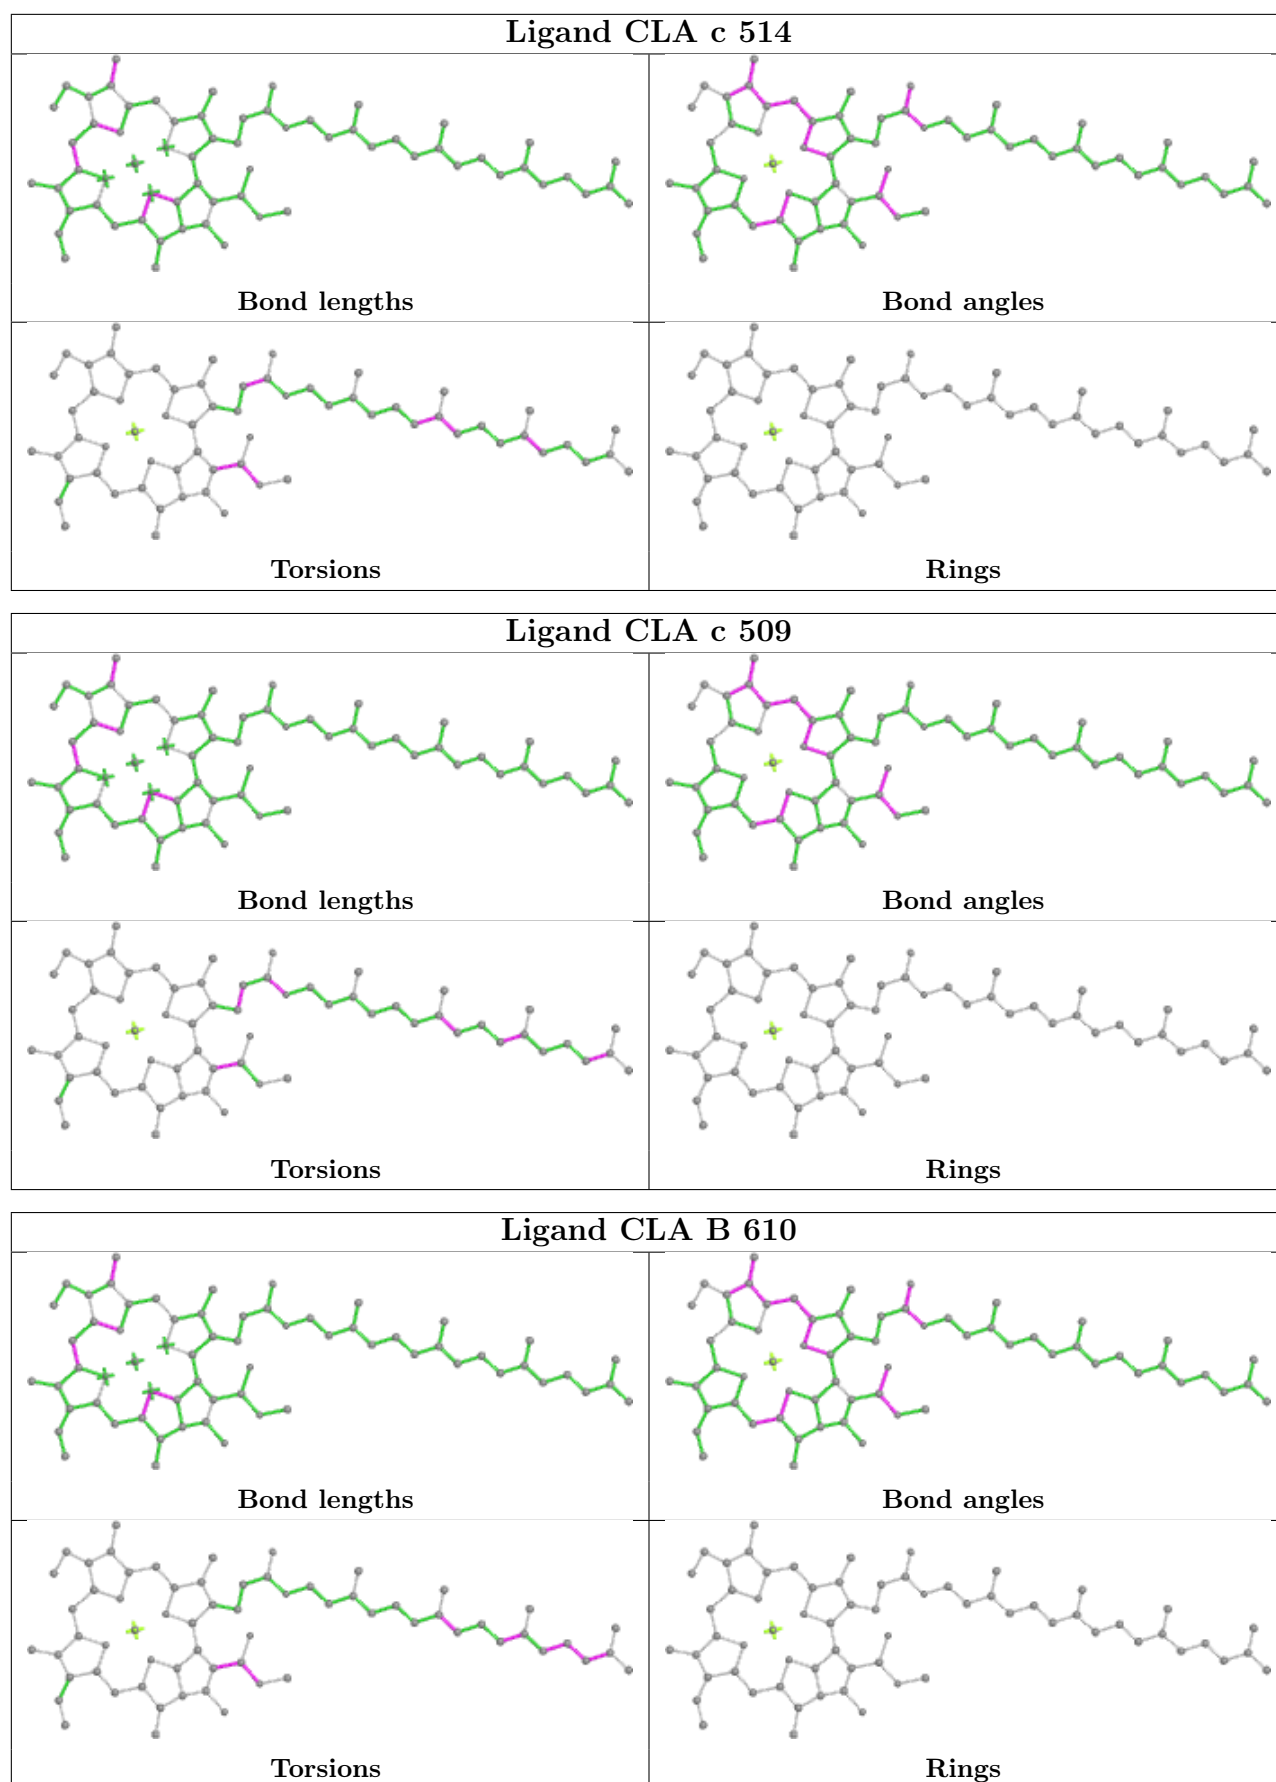 Ligand CLA c 514
Bond lengths
Bond angles
Torsions
Rings
Ligand CLA c 509
Bond lengths
Bond angles
Torsions
Rings
Ligand CLA B 610
Bond lengths
Bond angles
Torsions
Rings